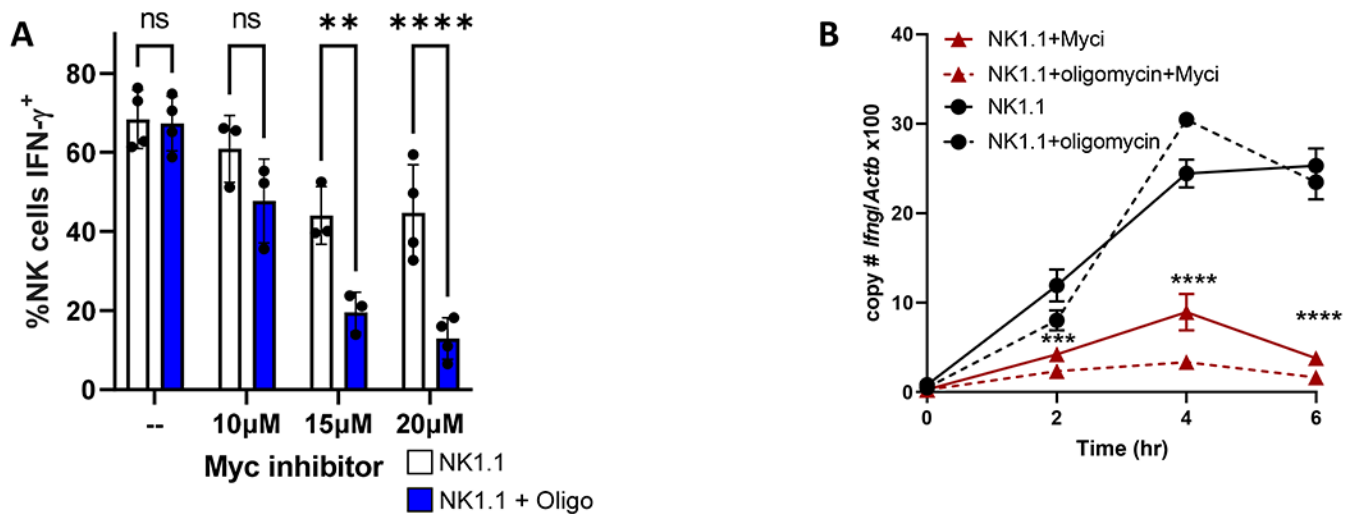 A
ns
ns
**
****
%NK cells IFN-γ+
80
60
40
20
0
--
10µM
15µM
20µM
Myc inhibitor
NK1.1
NK1.1 + Oligo
B
NK1.1+Myci
NK1.1+oligomycin+Myci
NK1.1
NK1.1+oligomycin
copy # Ifng/Actb x100
40
30
20
10
0
***
****
****
0
2
4
6
Time (hr)